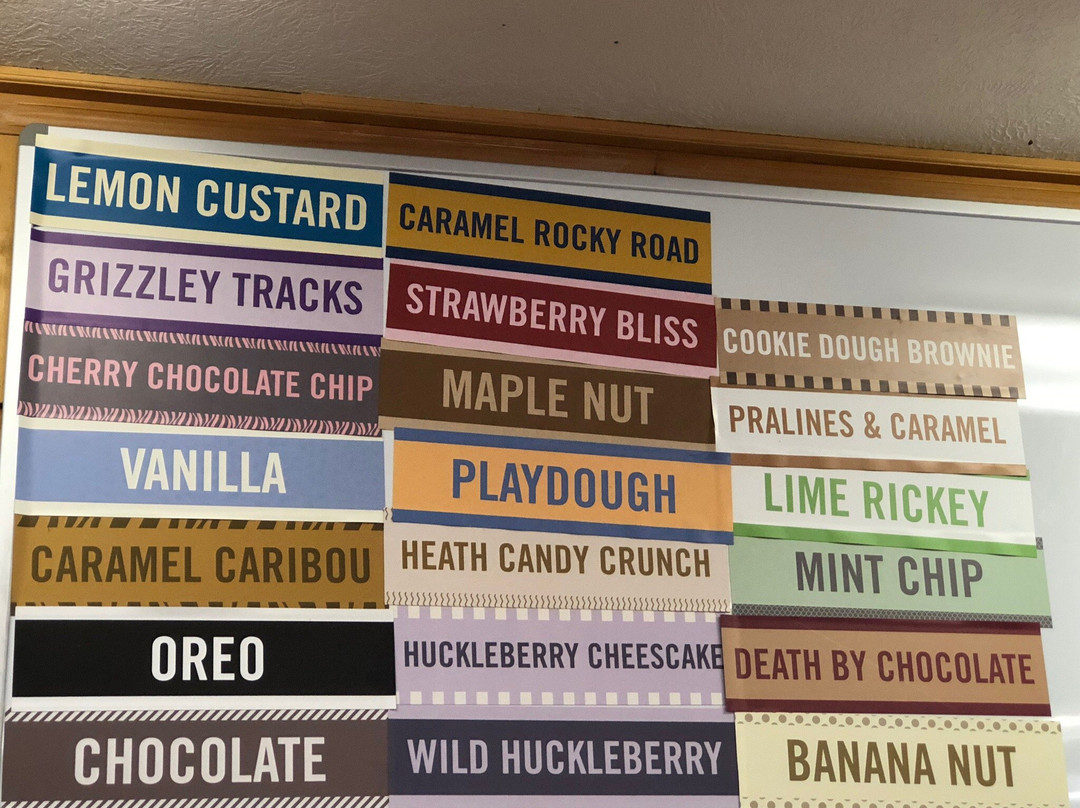 LEMON CUSTARD
GRIZZLEY TRACKS
CHERRY CHOCOLATE CHIP
VANILLA
CARAMEL CARIBOU
OREO
CHOCOLATE
CARAMEL ROCKY ROAD
STRAWBERRY BLISS
MAPLE NUT
PLAYDOUGH
HEATH CANDY CRUNCH
HUCKLEBERRY CHEESCAKE
WILD HUCKLEBERRY
COOKIE DOUGH BROWNIE
PRALINES & CARAMEL
LIME RICKEY
MINT CHIP
DEATH BY CHOCOLATE
BANANA NUT